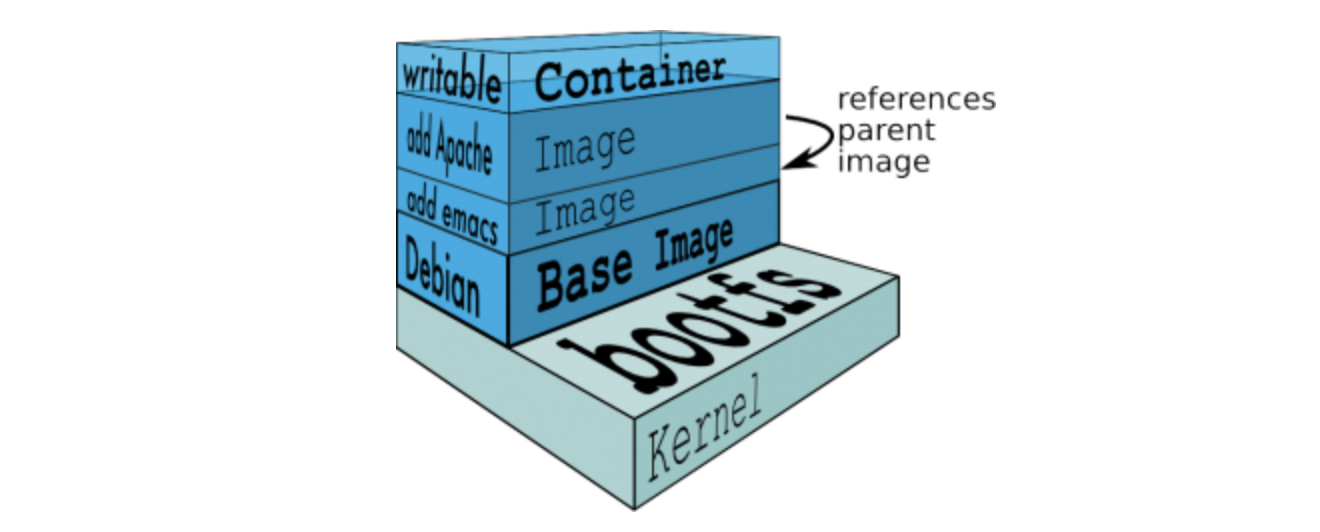 writable Container
add Apache Image
add emacs Image
Debian Base Image
bootfs
Kernel
references
parent
image